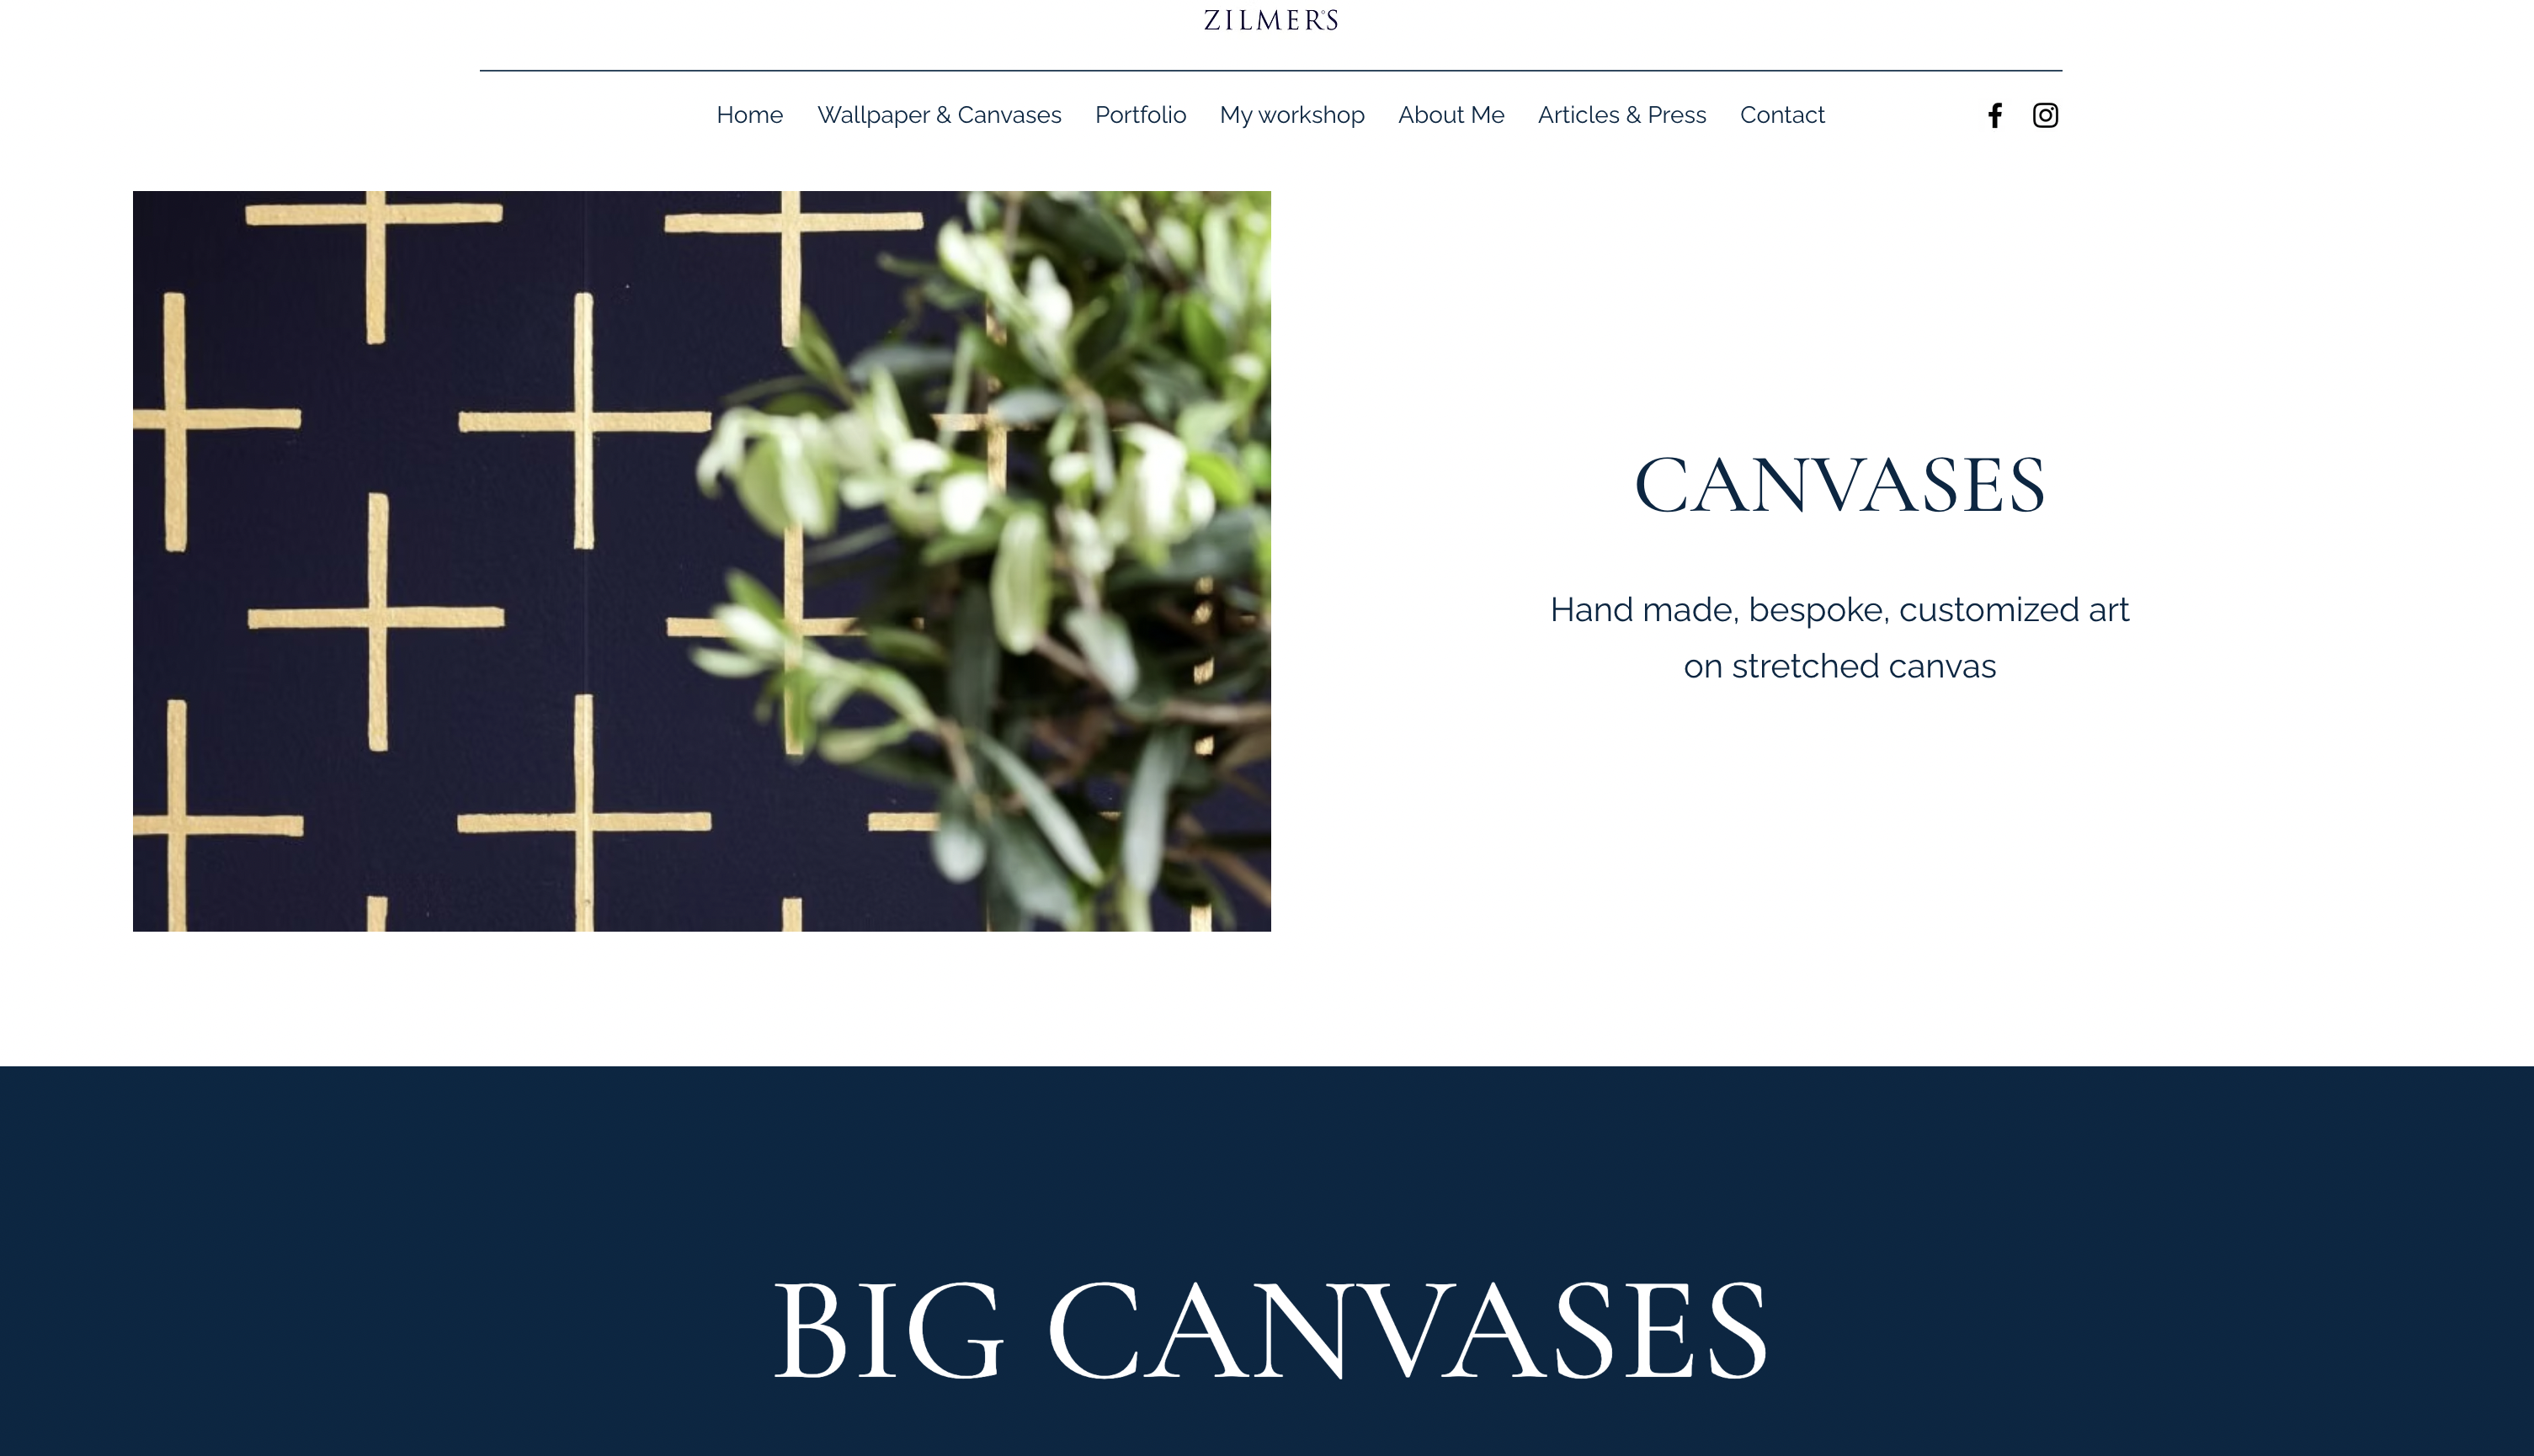 ZILMER'S
Home Wallpaper & Canvases Portfolio My workshop About Me Articles & Press Contact
CANVASES
Hand made, bespoke, customized art
on stretched canvas
BIG CANVASES